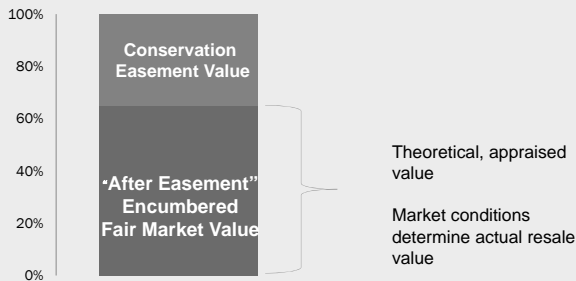 100%
80%
60%
40%
20%
0%
Conservation
Easement Value
“After Easement”
Encumbered
Fair Market Value
Theoretical, appraised
value
Market conditions
determine actual resale
value